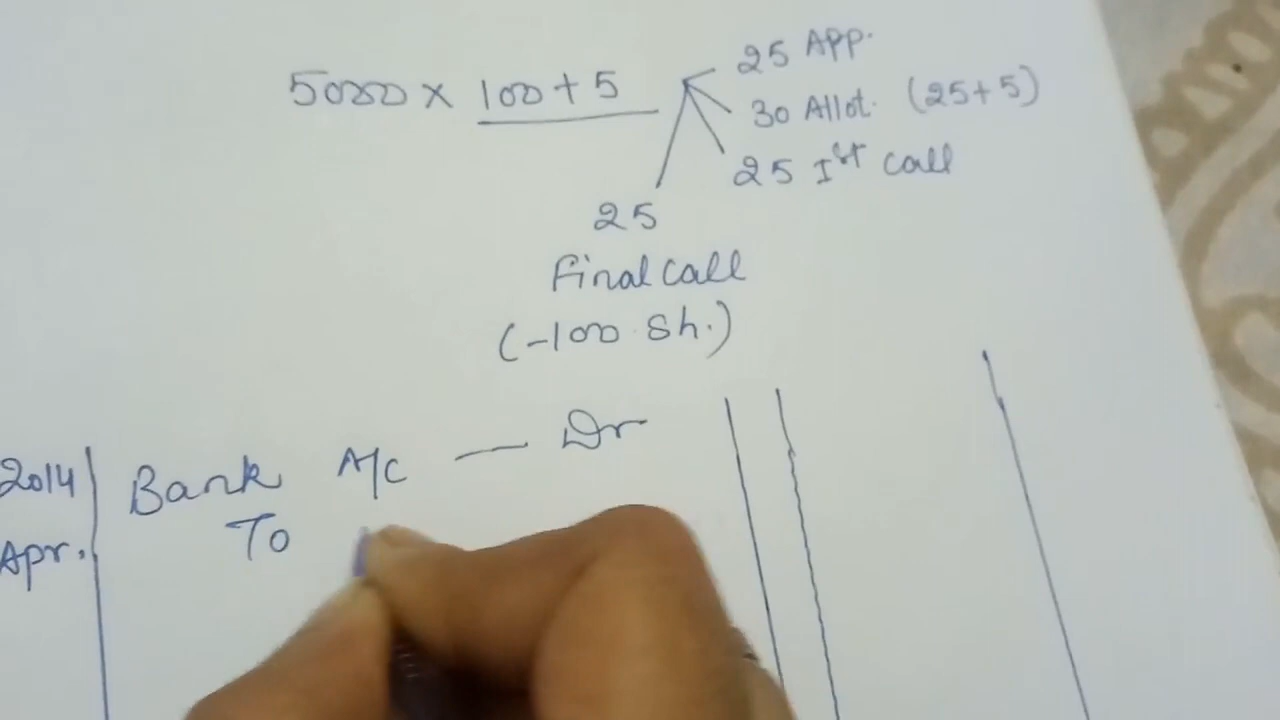 5000 × 100 + 5
25 App.
30 Allot. (25+5)
25 Ist call
25
Final call
(-100 Sh.)
2014
Apr.
Bank A/C — Dr
To